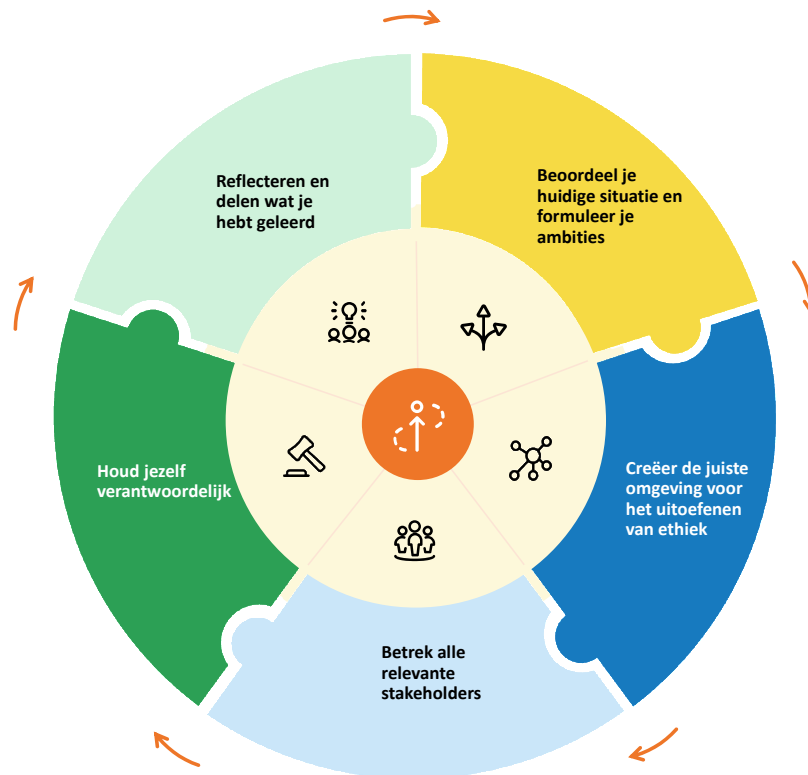 Reflecteren en
delen wat je
hebt geleerd
Beoordeel je
huidige situatie en
formuleer je
ambities
Houd jezelf
verantwoordelijk
Creëer de juiste
omgeving voor
het uitoefenen
van ethiek
Betrek alle
relevante
stakeholders